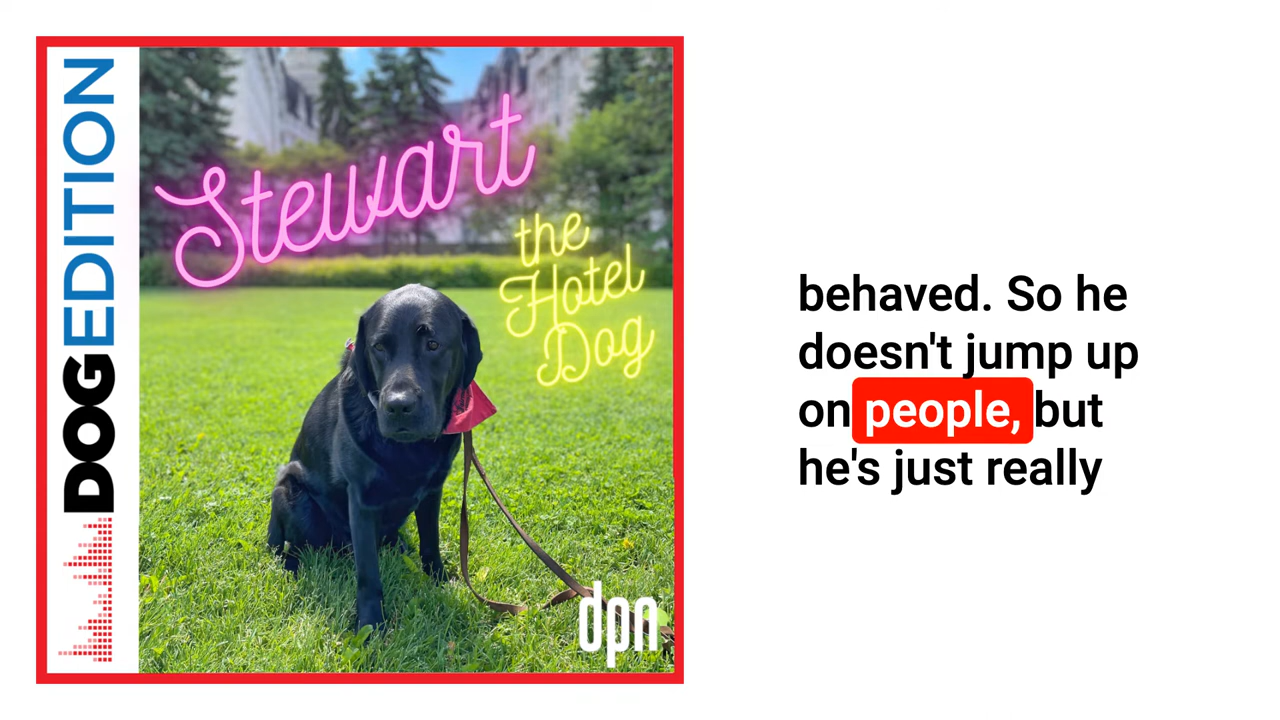 DOGEDITION
Stewart
the
Hotel
Dog
dpn
behaved. So he
doesn't jump up
on people, but
he's just really